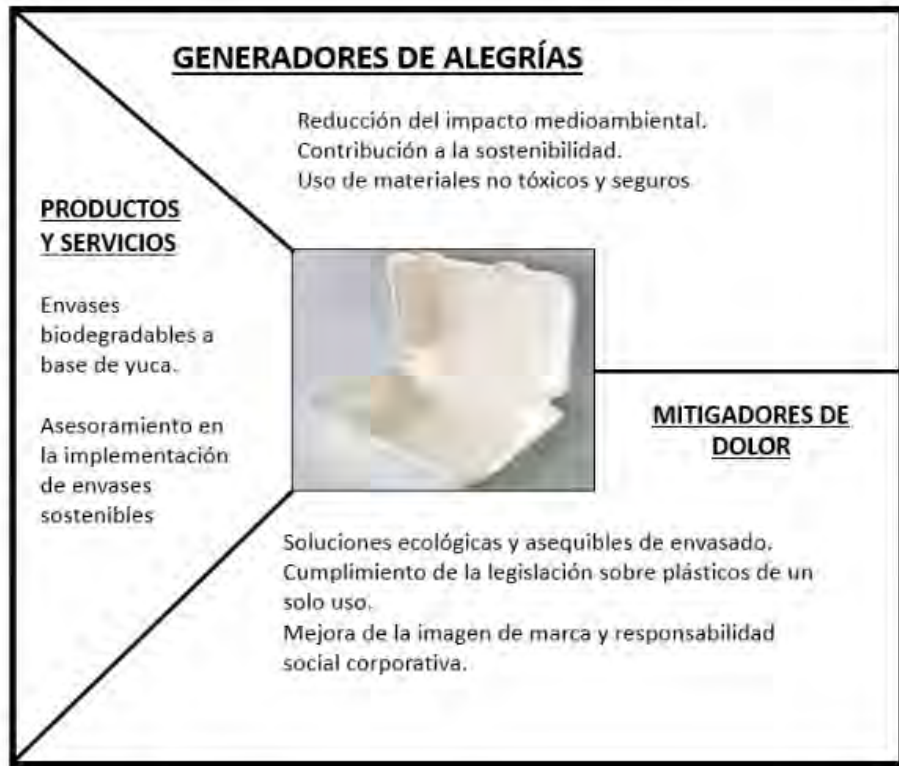 GENERADORES DE ALEGRÍAS
Reducción del impacto medioambiental.
Contribución a la sostenibilidad.
Uso de materiales no tóxicos y seguros
PRODUCTOS
Y SERVICIOS
Envases
biodegradables a
base de yuca.
Asesoramiento en
la implementación
de envases
sostenibles
MITIGADORES DE
DOLOR
Soluciones ecológicas y asequibles de envasado.
Cumplimiento de la legislación sobre plásticos de un
solo uso.
Mejora de la imagen de marca y responsabilidad
social corporativa.